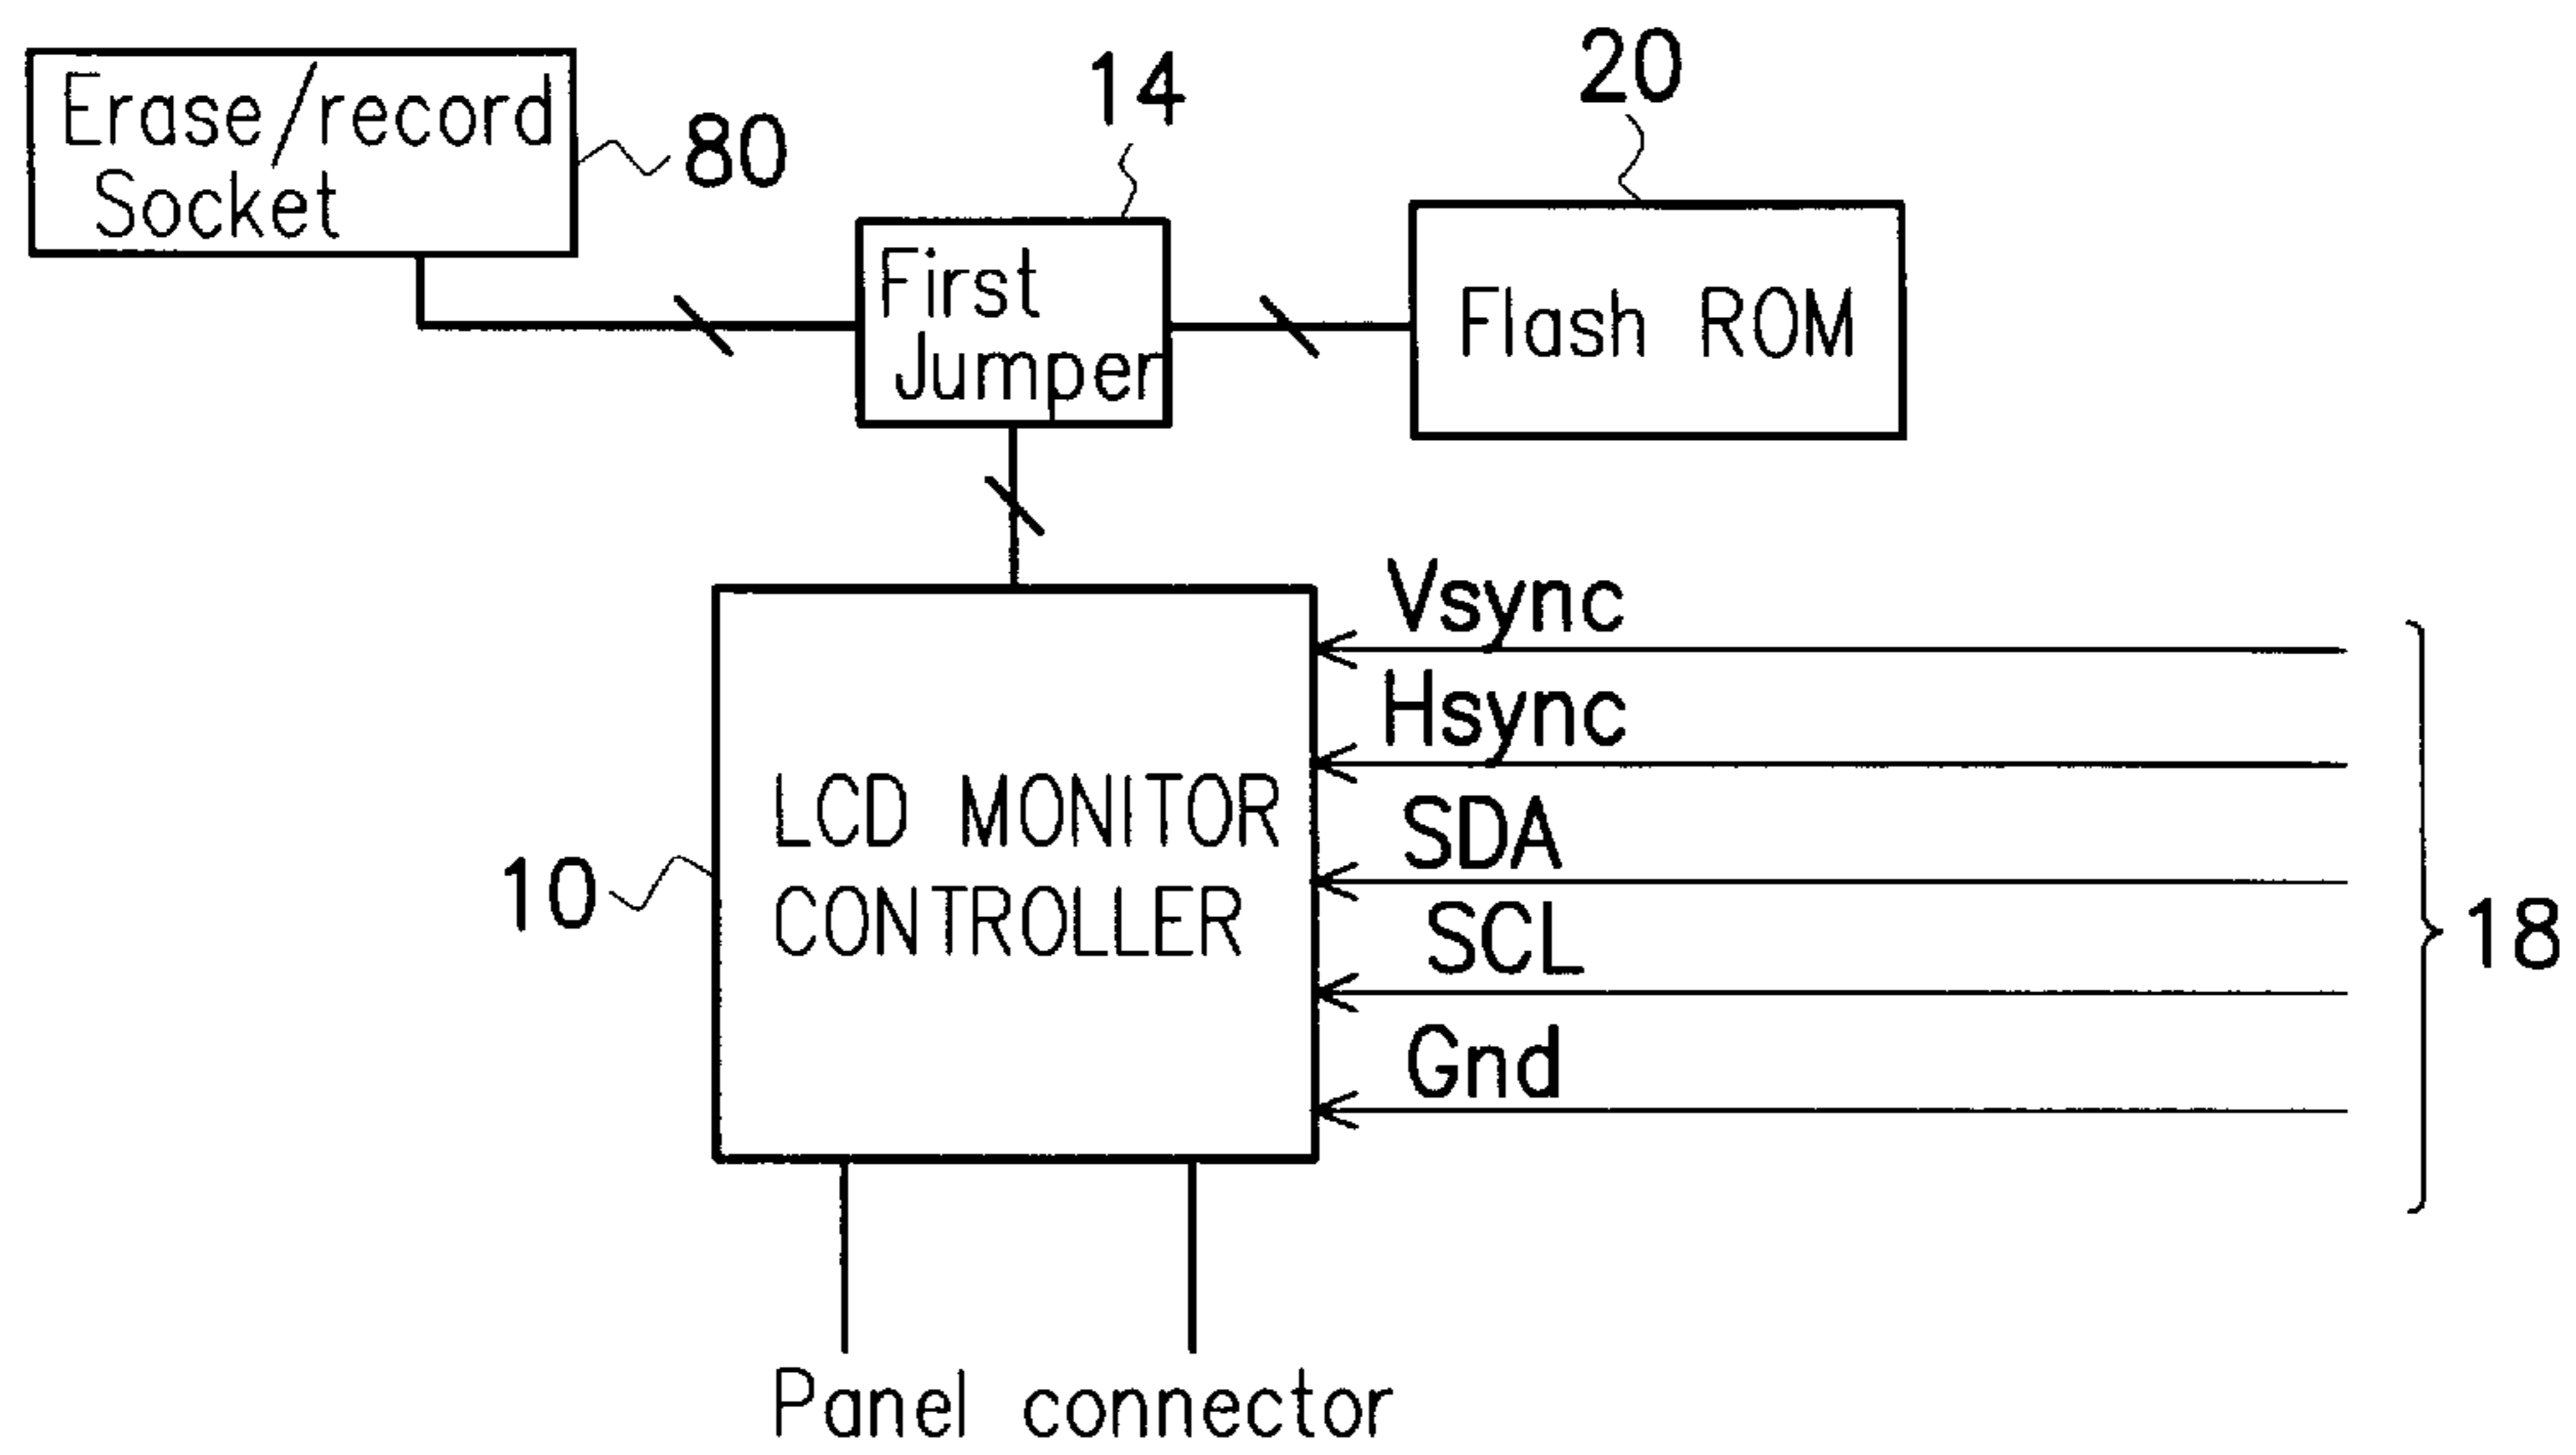 20
14
Erase/record
Socket
80
First
Jumper
Flash ROM
Vsync
Hsync
SDA
SCL
Gnd
18
LCD MONITOR
CONTROLLER
10
Panel connector